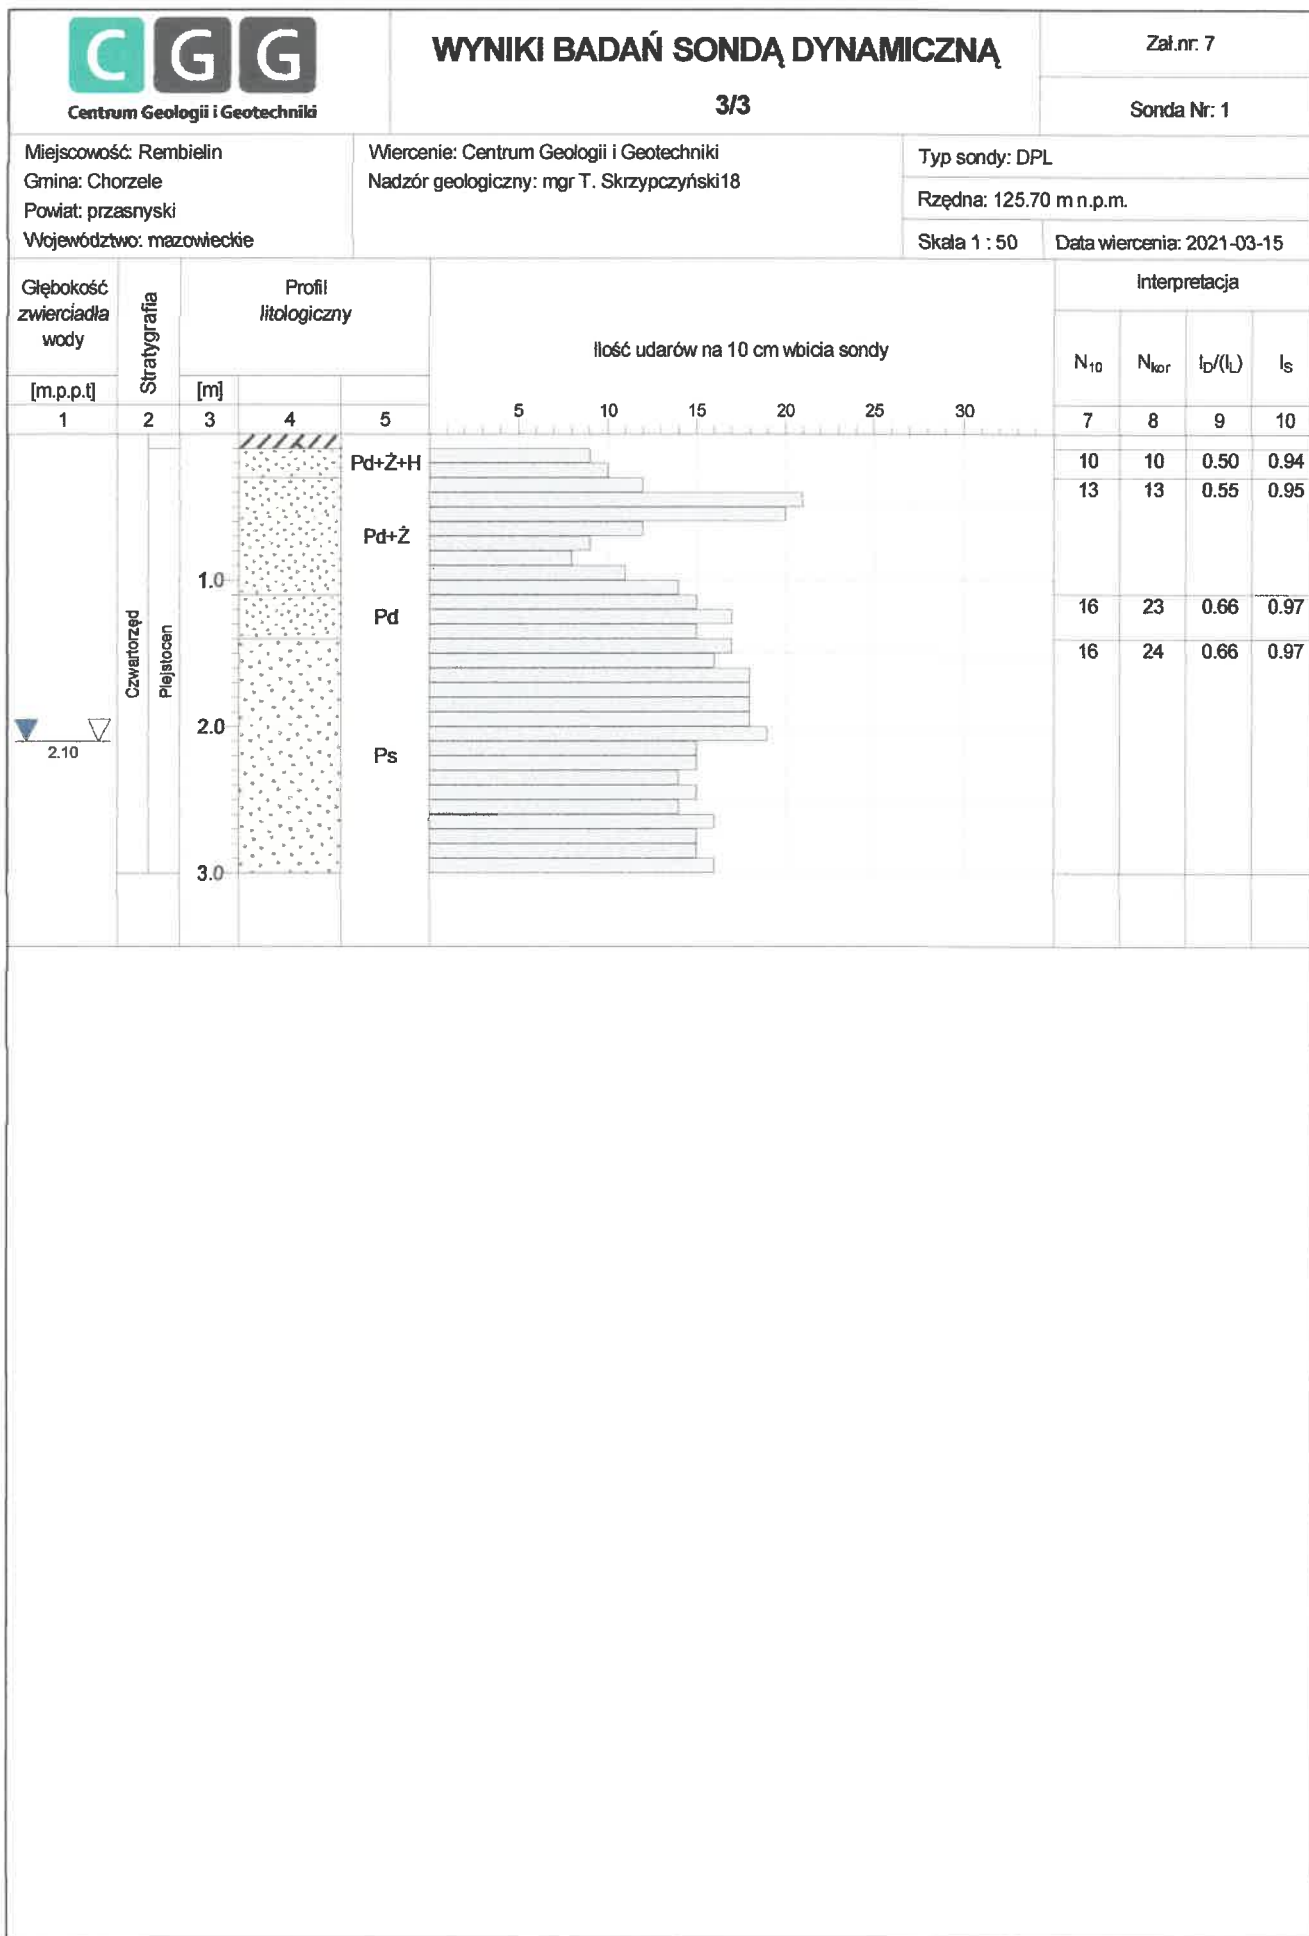 CGG
Centrum Geologii i Geotechniki
WYNIKI BADAŃ SONDĄ DYNAMICZNĄ
3/3
Zał.nr: 7
Sonda Nr: 1
Miejscowość: Rembielin
Gmina: Chorzele
Powiat: przasnyski
Województwo: mazowieckie
Wiercenie: Centrum Geologii i Geotechniki
Nadzór geologiczny: mgr T. Skrzypczyński18
Typ sondy: DPL
Rzędna: 125.70 m n.p.m.
Skala 1 : 50
Data wiercenia: 2021-03-15
Głębokość
zwierciadła
wody
[m.p.p.t]
Stratygrafia
Profil
litologiczny
[m]
Ilość udarów na 10 cm wbicia sondy
5 10 15 20 25 30
Interpretacja
N10 Nkor ID/(IL) IS
1 2 3 4 5 7 8 9 10
Pd+Ż+H
10 10 0.50 0.94
13 13 0.55 0.95
Pd+Ż
1.0
Pd
16 23 0.66 0.97
16 24 0.66 0.97
Czwartorzęd
Plejstocen
2.0
2.10
Ps
3.0